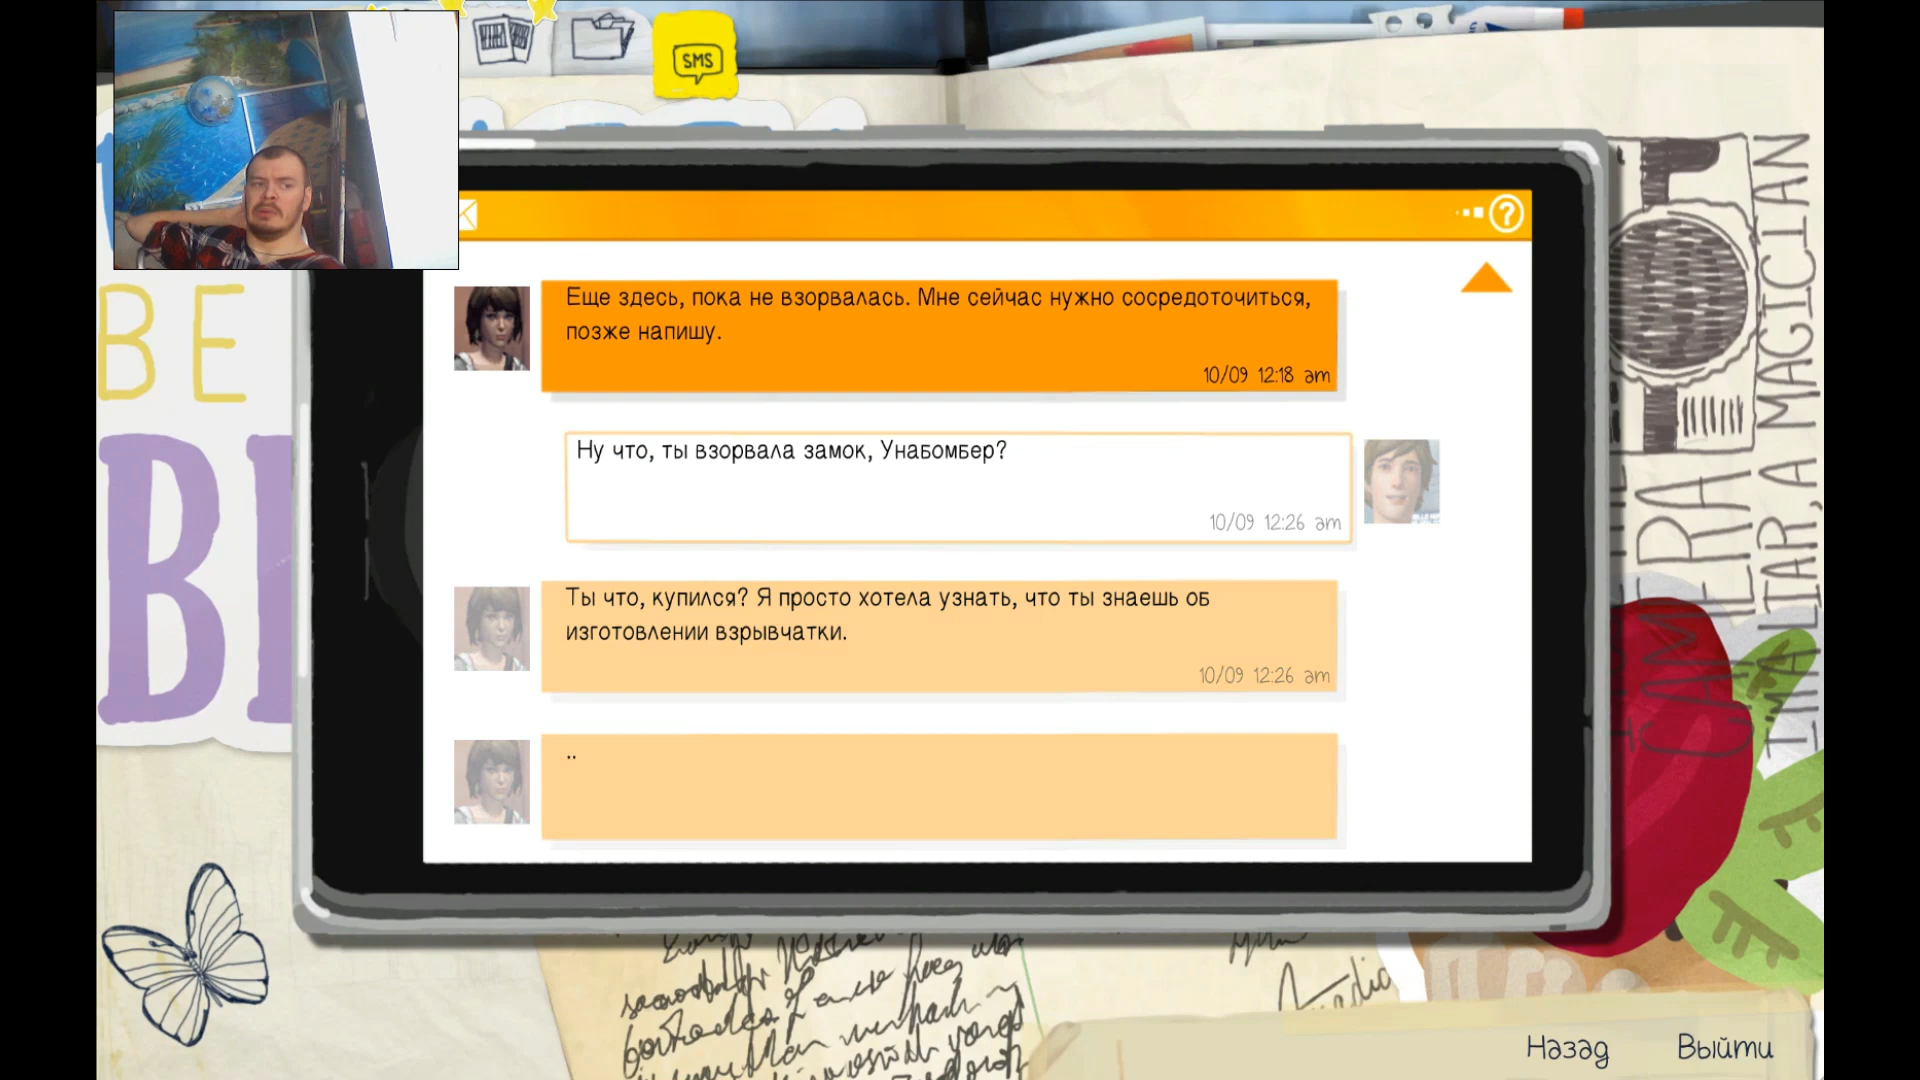 SMS
BE
Еще здесь, пока не взорвалась. Мне сейчас нужно сосредоточиться,
позже напишу.
10/09 12:18 am
Ну что, ты взорвала замок, Унабомбер?
10/09 12:26 am
Ты что, купился? Я просто хотела узнать, что ты знаешь об
изготовлении взрывчатки.
10/09 12:26 am
..
CAMERA
I'M A LIAR, A MAGICIAN
Назад
Выйти